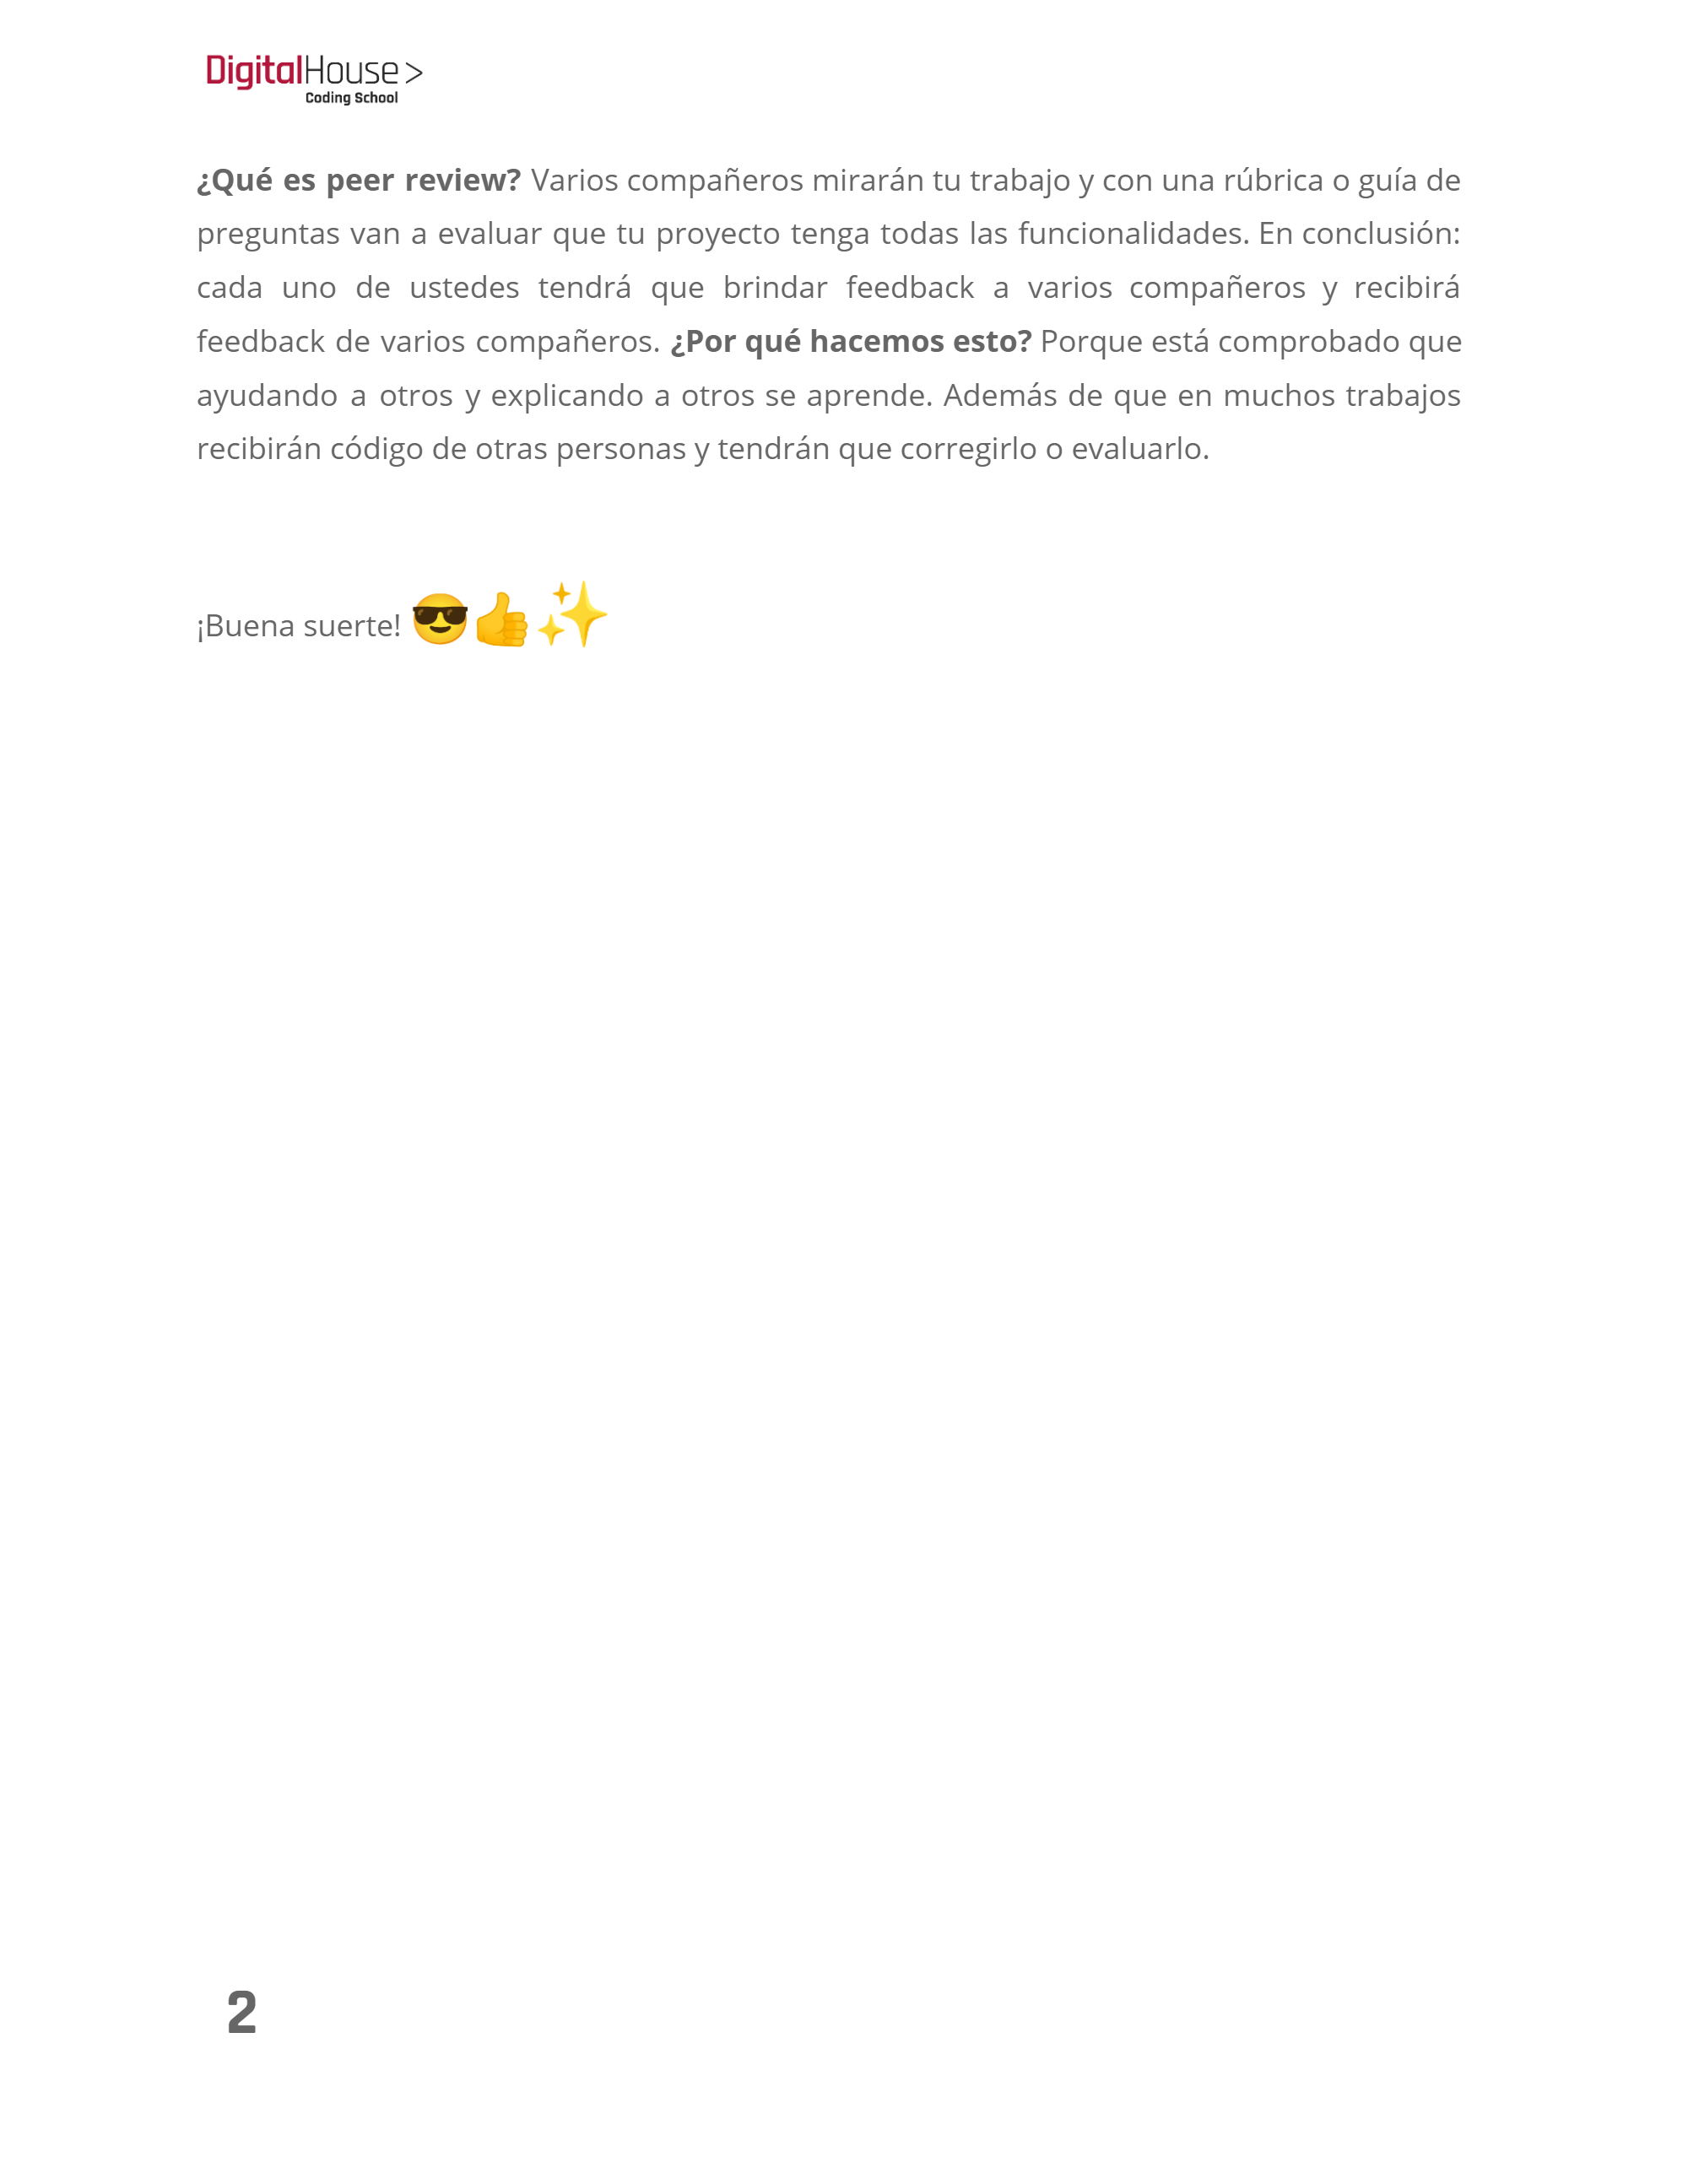 DigitalHouse >
Coding School
¿Qué es peer review? Varios compañeros mirarán tu trabajo y con una rúbrica o guía de
preguntas van a evaluar que tu proyecto tenga todas las funcionalidades. En conclusión:
cada uno de ustedes tendrá que brindar feedback a varios compañeros y recibirá
feedback de varios compañeros. ¿Por qué hacemos esto? Porque está comprobado que
ayudando a otros y explicando a otros se aprende. Además de que en muchos trabajos
recibirán código de otras personas y tendrán que corregirlo o evaluarlo.
¡Buena suerte! 😎👍✨
2